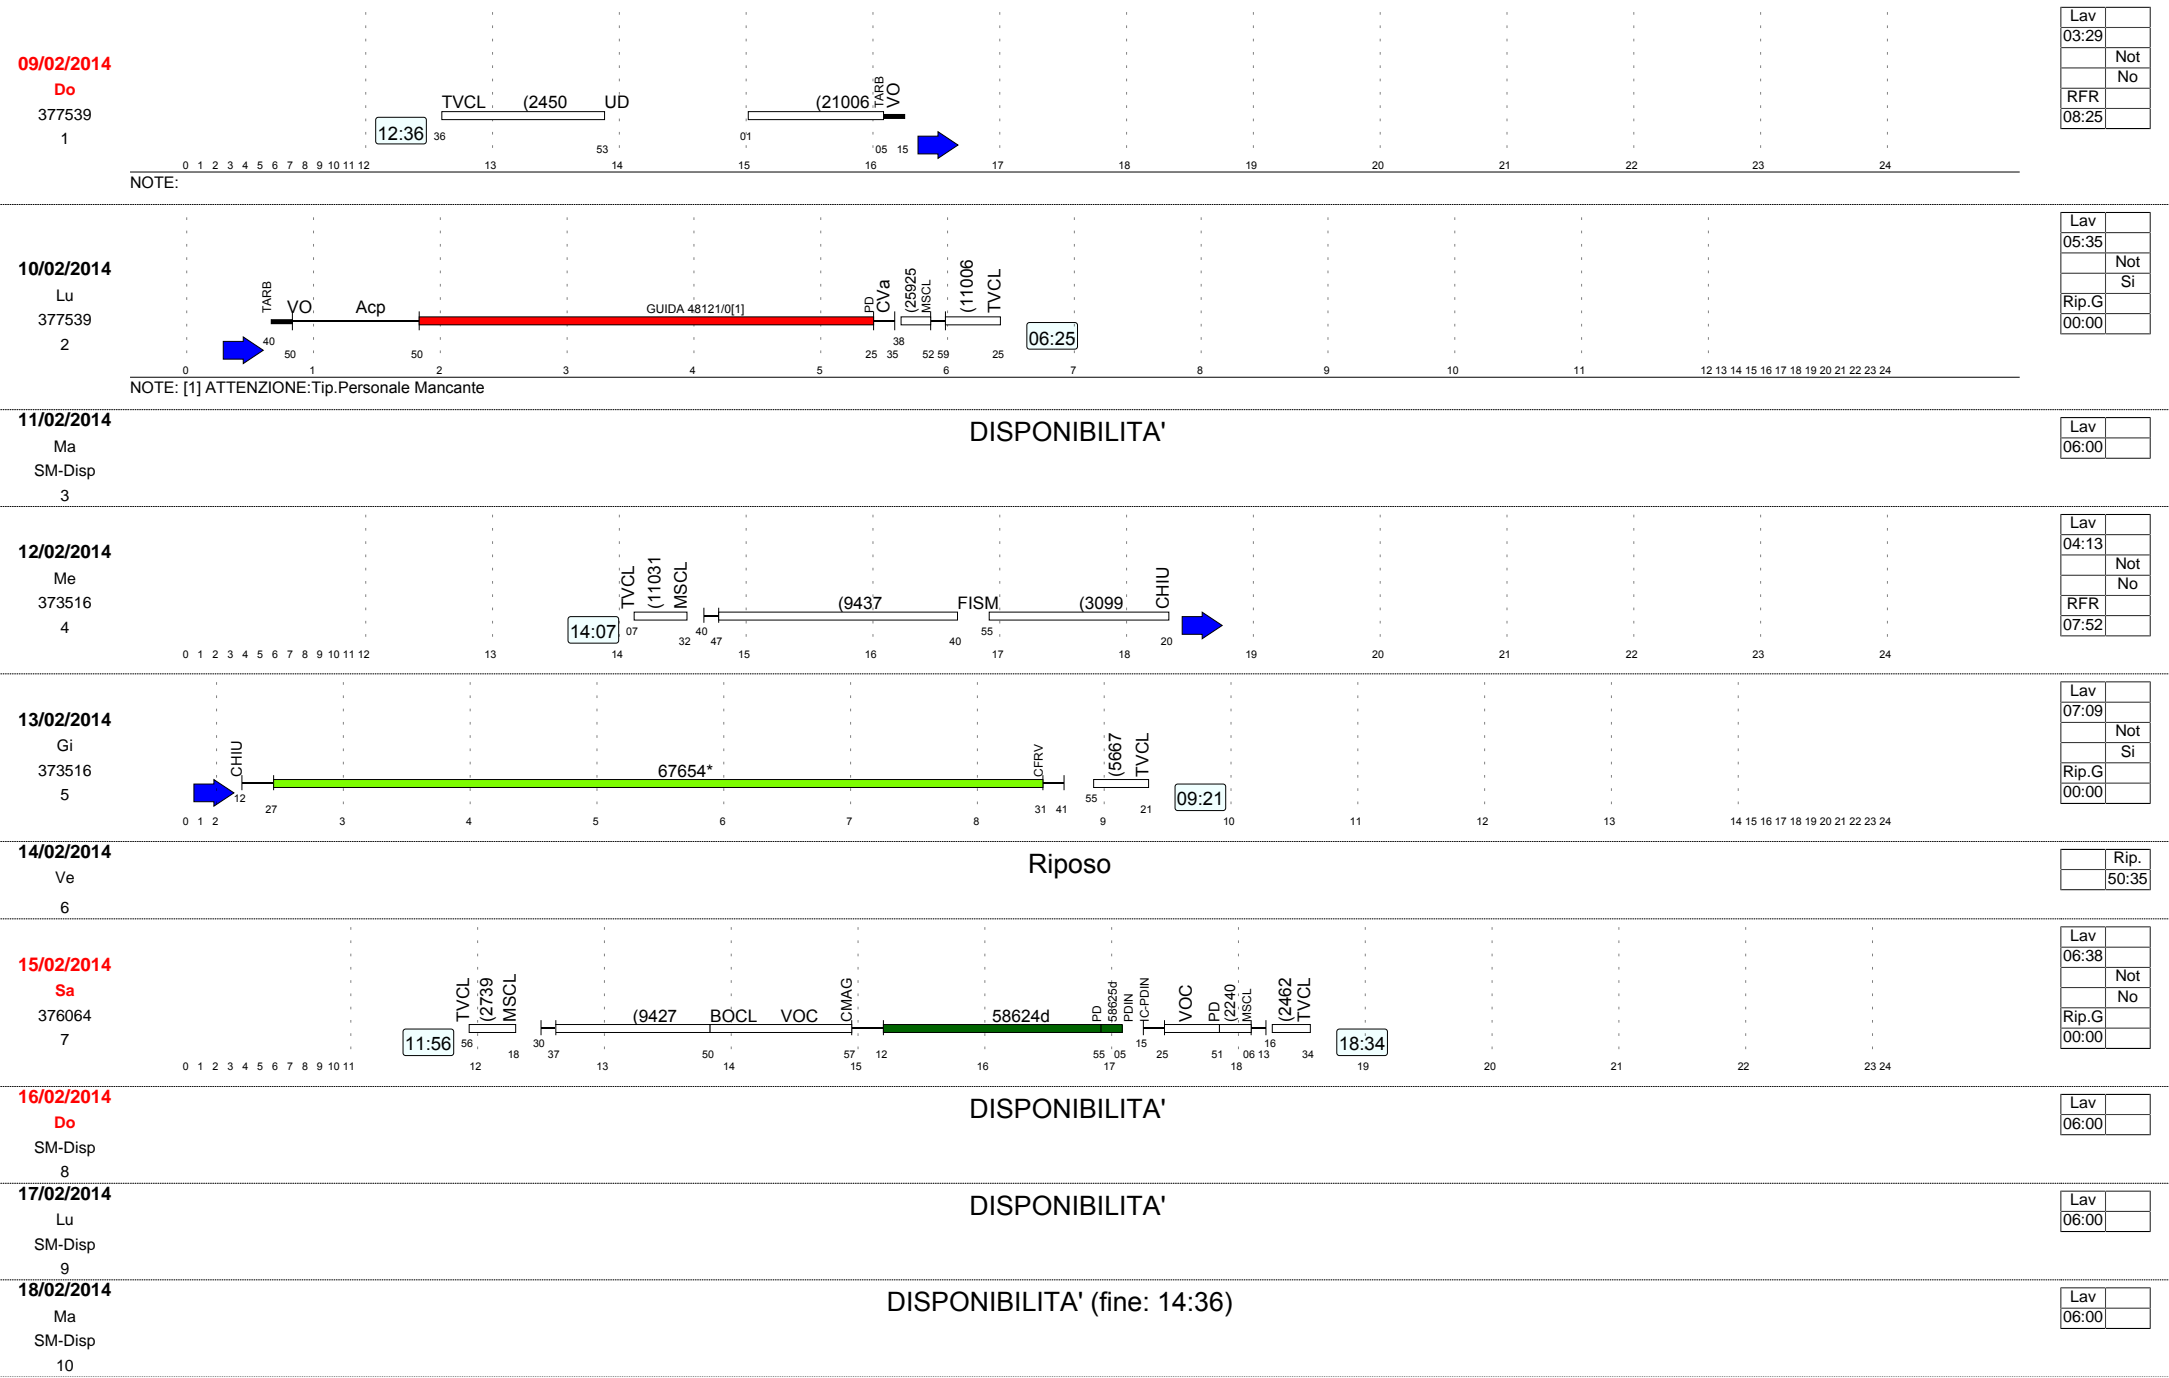 09/02/2014
Do
377539
1
12:36
TVCL (2450 UD (21006 TARB VO
36 53 01 05 15
0 1 2 3 4 5 6 7 8 9 10 11 12 13 14 15 16 17 18 19 20 21 22 23 24
NOTE:
Lav
03:29
Not
No
RFR
08:25
10/02/2014
Lu
377539
2
TARB VO Acp GUIDA 48121/0[1] PD CVa (25925 MSCL (11006 TVCL
40 50 50 25 35 38 52 59 25
06:25
0 1 2 3 4 5 6 7 8 9 10 11 12 13 14 15 16 17 18 19 20 21 22 23 24
NOTE: [1] ATTENZIONE:Tip.Personale Mancante
Lav
05:35
Not
Si
Rip.G
00:00
11/02/2014
Ma
SM-Disp
3
DISPONIBILITA'
Lav
06:00
12/02/2014
Me
373516
4
14:07
TVCL (11031 MSCL (9437 FISM (3099 CHIU
07 32 40 47 40 55 20
0 1 2 3 4 5 6 7 8 9 10 11 12 13 14 15 16 17 18 19 20 21 22 23 24
Lav
04:13
Not
No
RFR
07:52
13/02/2014
Gi
373516
5
CHIU 67654* CFRV (5667 TVCL
12 27 31 41 55 21
09:21
0 1 2 3 4 5 6 7 8 9 10 11 12 13 14 15 16 17 18 19 20 21 22 23 24
Lav
07:09
Not
Si
Rip.G
00:00
14/02/2014
Ve
6
Riposo
Rip.
50:35
15/02/2014
Sa
376064
7
11:56
TVCL (2739 MSCL (9427 BOCL VOC CMAG 58624d PD 58625d PDIN IC-PDIN VOC PD (2240 MSCL (2462 TVCL
56 18 30 37 50 57 12 55 05 15 25 51 06 13 16 34
18:34
0 1 2 3 4 5 6 7 8 9 10 11 12 13 14 15 16 17 18 19 20 21 22 23 24
Lav
06:38
Not
No
Rip.G
00:00
16/02/2014
Do
SM-Disp
8
DISPONIBILITA'
Lav
06:00
17/02/2014
Lu
SM-Disp
9
DISPONIBILITA'
Lav
06:00
18/02/2014
Ma
SM-Disp
10
DISPONIBILITA' (fine: 14:36)
Lav
06:00